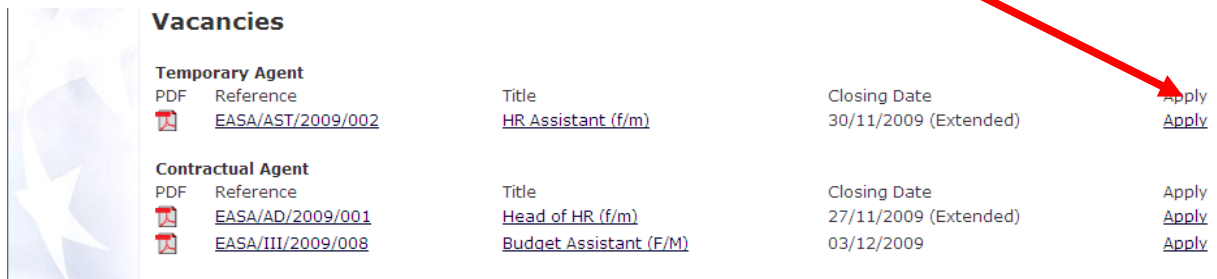 Vacancies
Temporary Agent
PDF Reference Title Closing Date Apply
EASA/AST/2009/002 HR Assistant (f/m) 30/11/2009 (Extended) Apply
Contractual Agent
PDF Reference Title Closing Date Apply
EASA/AD/2009/001 Head of HR (f/m) 27/11/2009 (Extended) Apply
EASA/III/2009/008 Budget Assistant (F/M) 03/12/2009 Apply